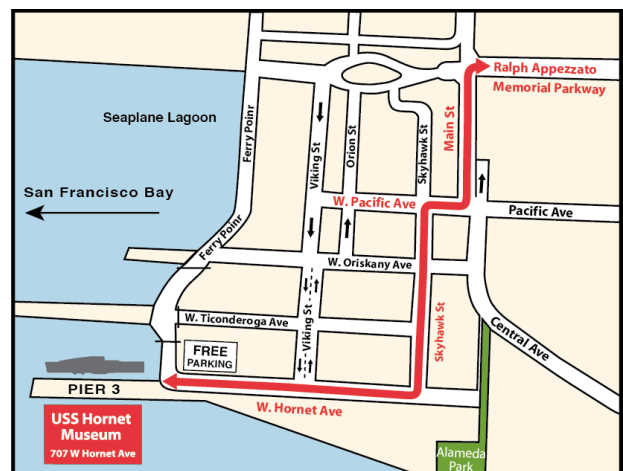 Ralph Appezzato
Memorial Parkway
Seaplane Lagoon
Ferry Poinr
Viking St
Orion St
Skyhawk St
Main St
San Francisco Bay
W. Pacific Ave
Pacific Ave
Ferry Poinr
W. Oriskany Ave
W. Ticonderoga Ave
Viking St
Skyhawk St
Central Ave
FREE
PARKING
PIER 3
W. Hornet Ave
USS Hornet
Museum
707 W Hornet Ave
Alameda
Park